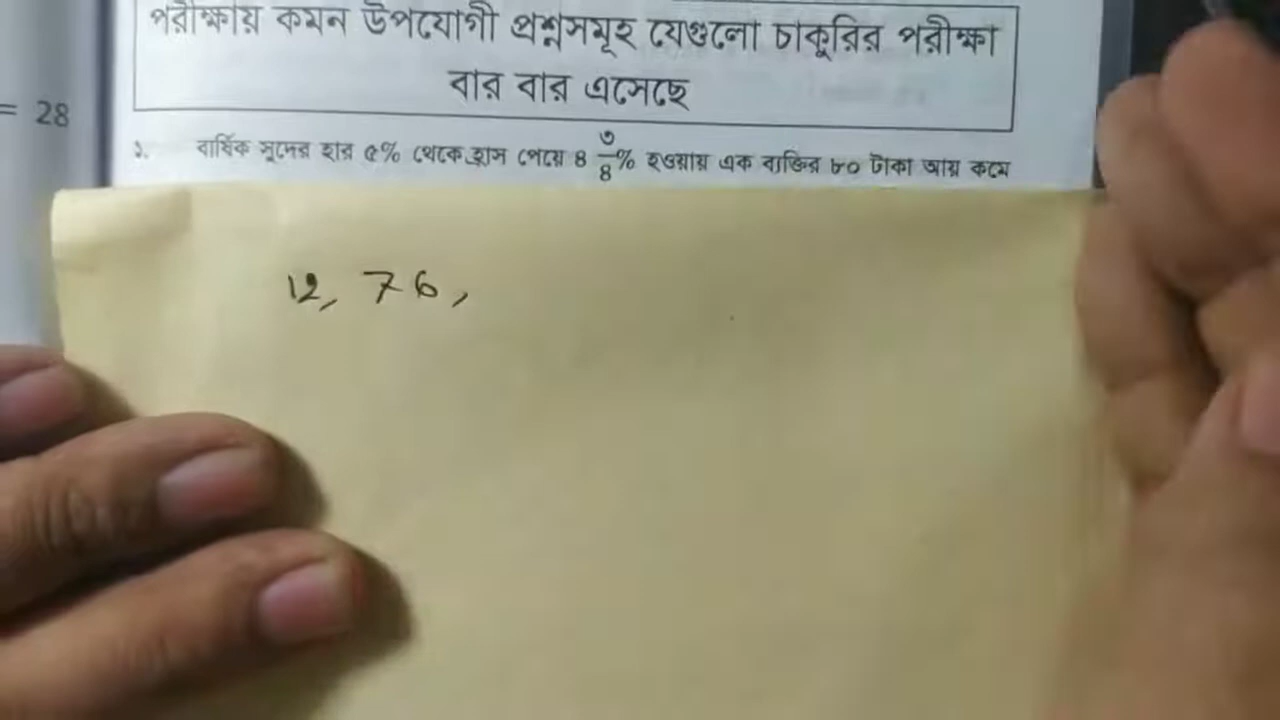 পরীক্ষায় কমন উপযোগী প্রশ্নসমূহ যেগুলো চাকুরির পরীক্ষা
বার বার এসেছে
= 28
১. বার্ষিক সুদের হার ৫% থেকে হ্রাস পেয়ে ৪ ৩/৪% হওয়ায় এক ব্যক্তির ৮০ টাকা আয় কমে
12, 76,